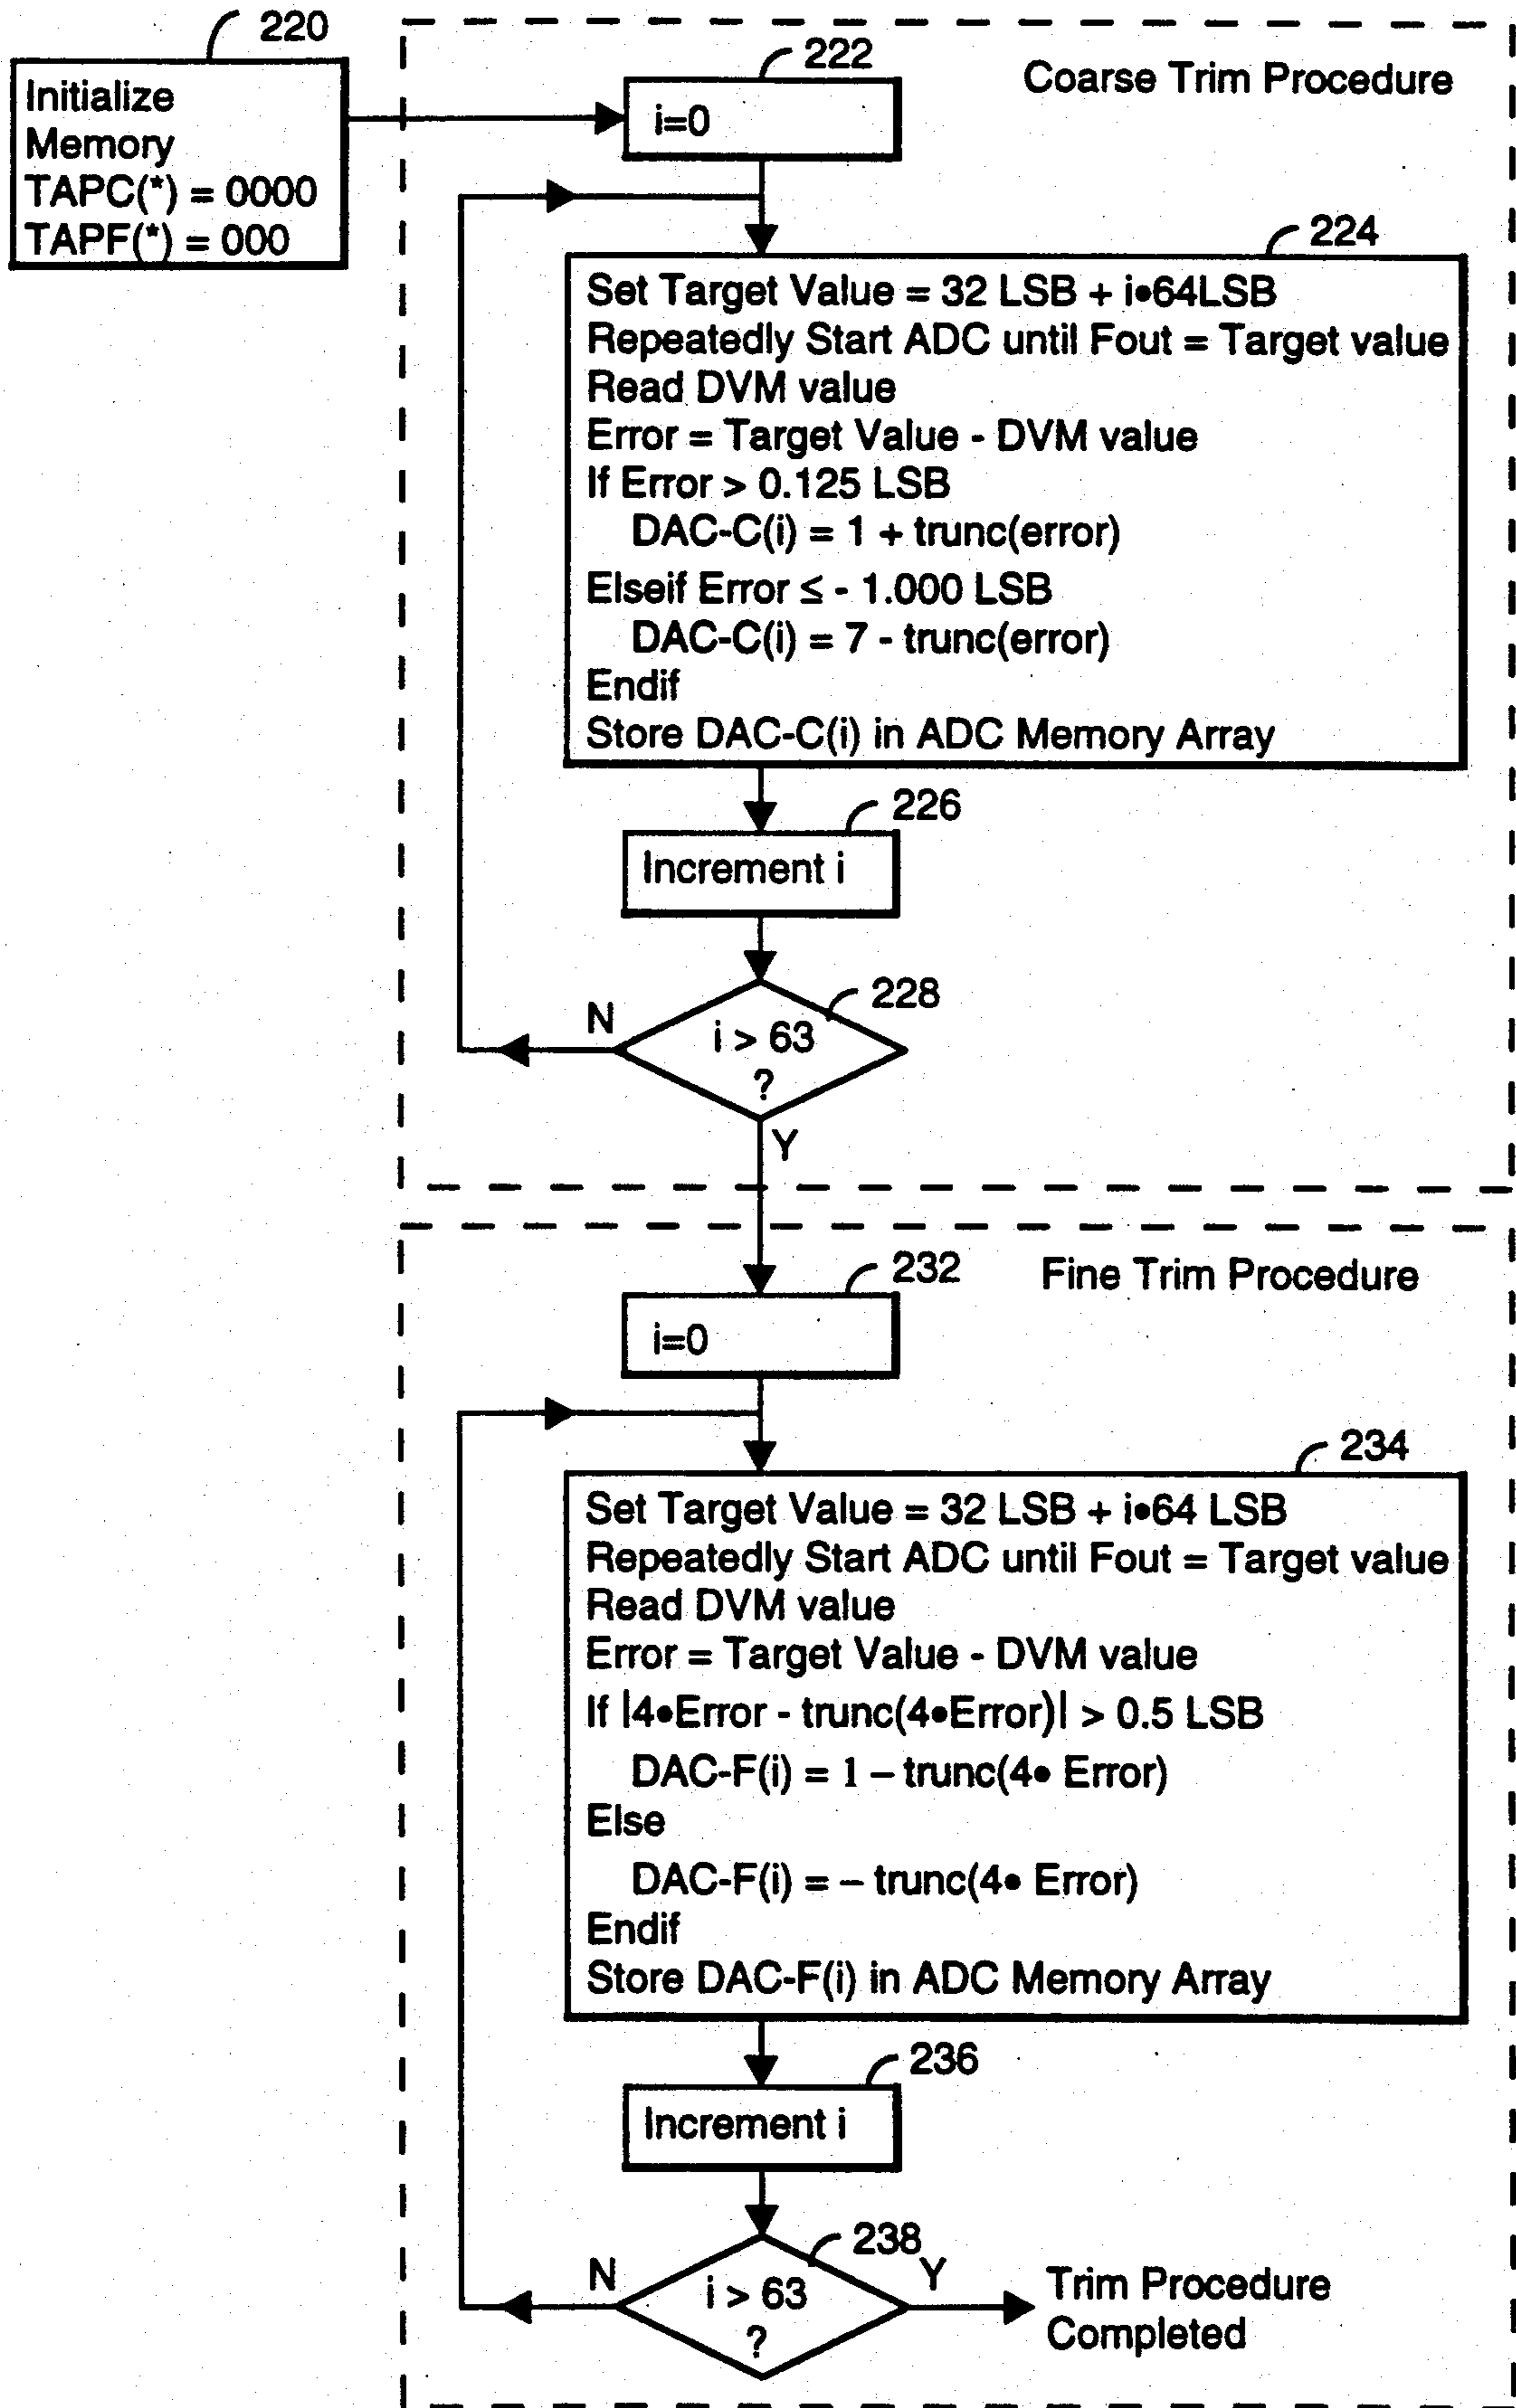 220
Initialize
Memory
TAPC(*) = 0000
TAPF(*) = 000
Coarse Trim Procedure
222
i=0
224
Set Target Value = 32 LSB + i•64LSB
Repeatedly Start ADC until Fout = Target value
Read DVM value
Error = Target Value - DVM value
If Error > 0.125 LSB
DAC-C(i) = 1 + trunc(error)
Elseif Error ≤ - 1.000 LSB
DAC-C(i) = 7 - trunc(error)
Endif
Store DAC-C(i) in ADC Memory Array
226
Increment i
228
i > 63
?
N
Y
Fine Trim Procedure
232
i=0
234
Set Target Value = 32 LSB + i•64 LSB
Repeatedly Start ADC until Fout = Target value
Read DVM value
Error = Target Value - DVM value
If |4•Error - trunc(4•Error)| > 0.5 LSB
DAC-F(i) = 1 – trunc(4• Error)
Else
DAC-F(i) = – trunc(4• Error)
Endif
Store DAC-F(i) in ADC Memory Array
236
Increment i
238
i > 63
?
N
Y
Trim Procedure
Completed